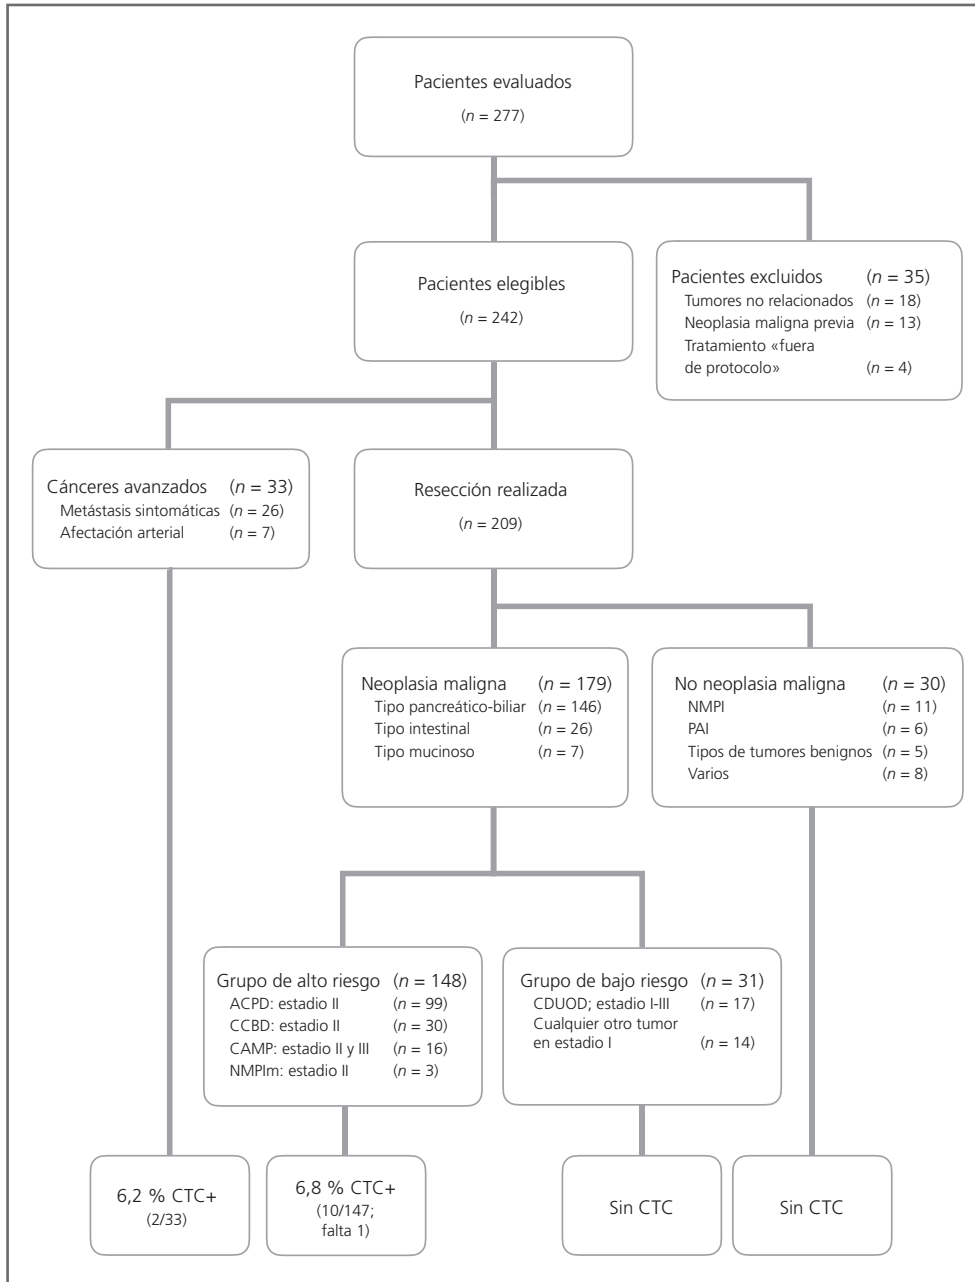 Pacientes evaluados
(n = 277)
Pacientes elegibles
(n = 242)
Pacientes excluidos (n = 35)
Tumores no relacionados (n = 18)
Neoplasia maligna previa (n = 13)
Tratamiento «fuera
de protocolo» (n = 4)
Cánceres avanzados (n = 33)
Metástasis sintomáticas (n = 26)
Afectación arterial (n = 7)
Resección realizada
(n = 209)
Neoplasia maligna (n = 179)
Tipo pancreático-biliar (n = 146)
Tipo intestinal (n = 26)
Tipo mucinoso (n = 7)
No neoplasia maligna (n = 30)
NMPI (n = 11)
PAI (n = 6)
Tipos de tumores benignos (n = 5)
Varios (n = 8)
Grupo de alto riesgo (n = 148)
ACPD: estadio II (n = 99)
CCBD: estadio II (n = 30)
CAMP: estadio II y III (n = 16)
NMPIm: estadio II (n = 3)
Grupo de bajo riesgo (n = 31)
CDUOD; estadio I-III (n = 17)
Cualquier otro tumor
en estadio I (n = 14)
6,2 % CTC+
(2/33)
6,8 % CTC+
(10/147;
falta 1)
Sin CTC
Sin CTC